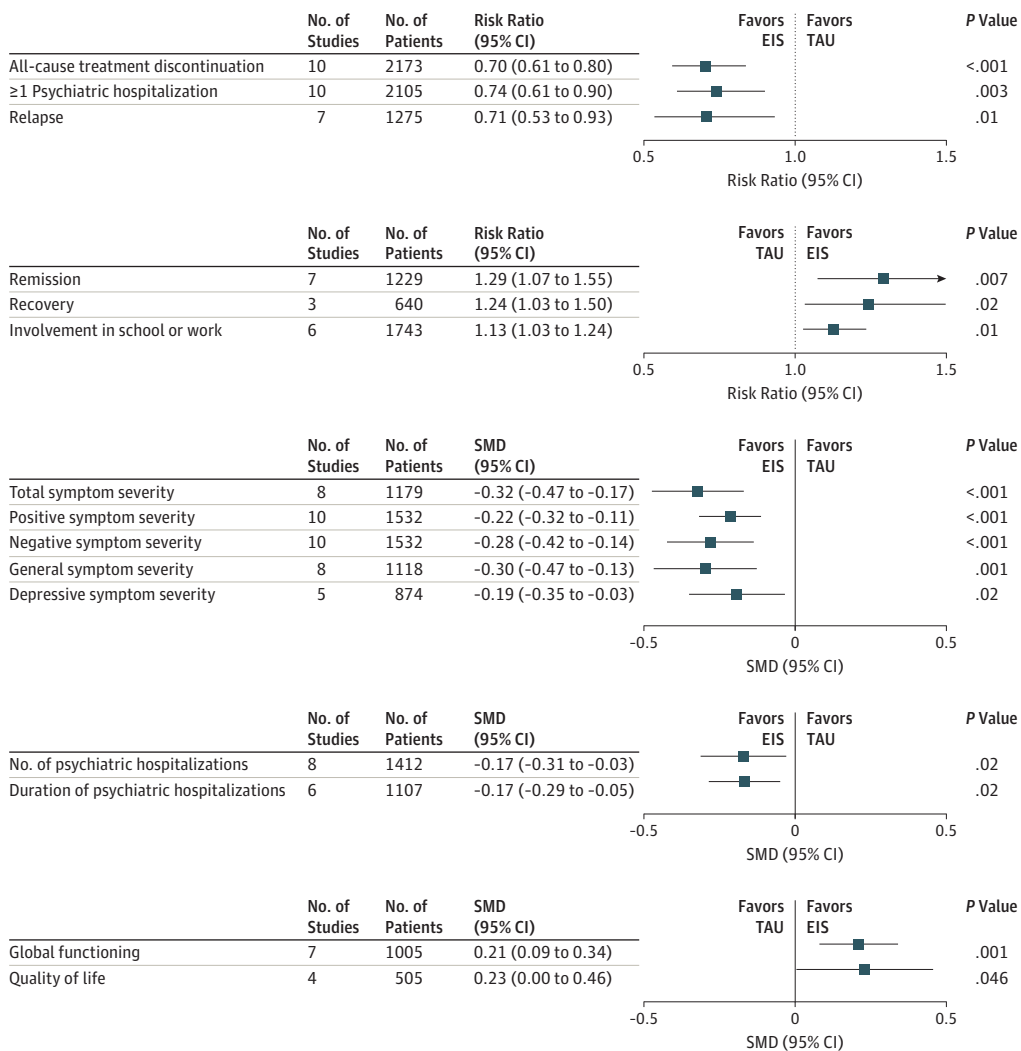 No. of No. of Risk Ratio Favors Favors P Value
Studies Patients (95% CI) EIS TAU
All-cause treatment discontinuation 10 2173 0.70 (0.61 to 0.80) <.001
≥1 Psychiatric hospitalization 10 2105 0.74 (0.61 to 0.90) .003
Relapse 7 1275 0.71 (0.53 to 0.93) .01
0.5 1.0 1.5
Risk Ratio (95% CI)
No. of No. of Risk Ratio Favors Favors P Value
Studies Patients (95% CI) TAU EIS
Remission 7 1229 1.29 (1.07 to 1.55) .007
Recovery 3 640 1.24 (1.03 to 1.50) .02
Involvement in school or work 6 1743 1.13 (1.03 to 1.24) .01
0.5 1.0 1.5
Risk Ratio (95% CI)
No. of No. of SMD Favors Favors P Value
Studies Patients (95% CI) EIS TAU
Total symptom severity 8 1179 -0.32 (-0.47 to -0.17) <.001
Positive symptom severity 10 1532 -0.22 (-0.32 to -0.11) <.001
Negative symptom severity 10 1532 -0.28 (-0.42 to -0.14) <.001
General symptom severity 8 1118 -0.30 (-0.47 to -0.13) .001
Depressive symptom severity 5 874 -0.19 (-0.35 to -0.03) .02
-0.5 0 0.5
SMD (95% CI)
No. of No. of SMD Favors Favors P Value
Studies Patients (95% CI) EIS TAU
No. of psychiatric hospitalizations 8 1412 -0.17 (-0.31 to -0.03) .02
Duration of psychiatric hospitalizations 6 1107 -0.17 (-0.29 to -0.05) .02
-0.5 0 0.5
SMD (95% CI)
No. of No. of SMD Favors Favors P Value
Studies Patients (95% CI) TAU EIS
Global functioning 7 1005 0.21 (0.09 to 0.34) .001
Quality of life 4 505 0.23 (0.00 to 0.46) .046
-0.5 0 0.5
SMD (95% CI)